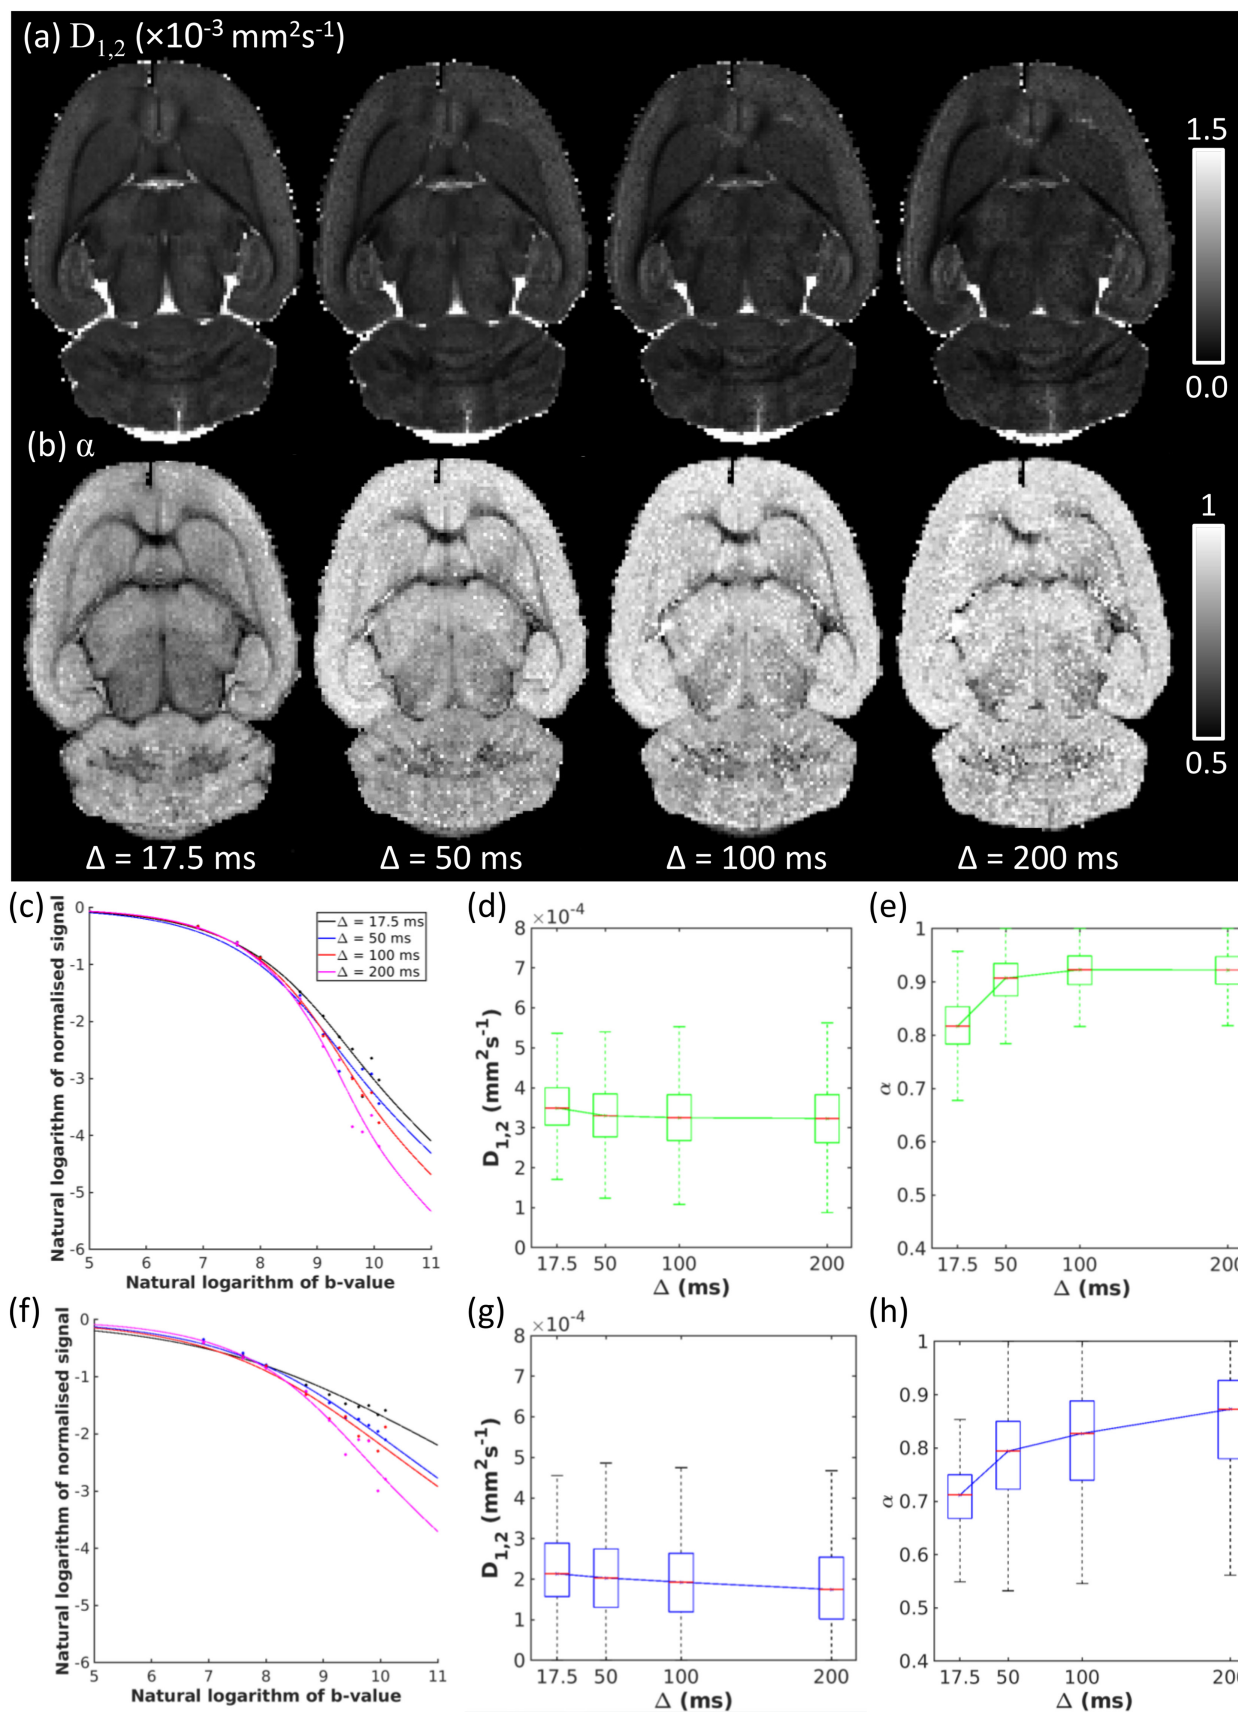 (a) D1,2 (×10-3 mm2s-1)
1.5
0.0
(b) α
1
0.5
Δ = 17.5 ms
Δ = 50 ms
Δ = 100 ms
Δ = 200 ms
(c)
Natural logarithm of normalised signal
0
-1
-2
-3
-4
-5
-6
5 6 7 8 9 10 11
Natural logarithm of b-value
Δ = 17.5 ms
Δ = 50 ms
Δ = 100 ms
Δ = 200 ms
(d)
×10-4
D1,2 (mm2s-1)
8
7
6
5
4
3
2
1
0
17.5 50 100 200
Δ (ms)
(e)
α
1
0.9
0.8
0.7
0.6
0.5
0.4
17.5 50 100 200
Δ (ms)
(f)
Natural logarithm of normalised signal
0
-1
-2
-3
-4
-5
-6
5 6 7 8 9 10 11
Natural logarithm of b-value
(g)
×10-4
D1,2 (mm2s-1)
8
7
6
5
4
3
2
1
0
17.5 50 100 200
Δ (ms)
(h)
α
1
0.9
0.8
0.7
0.6
0.5
0.4
17.5 50 100 200
Δ (ms)